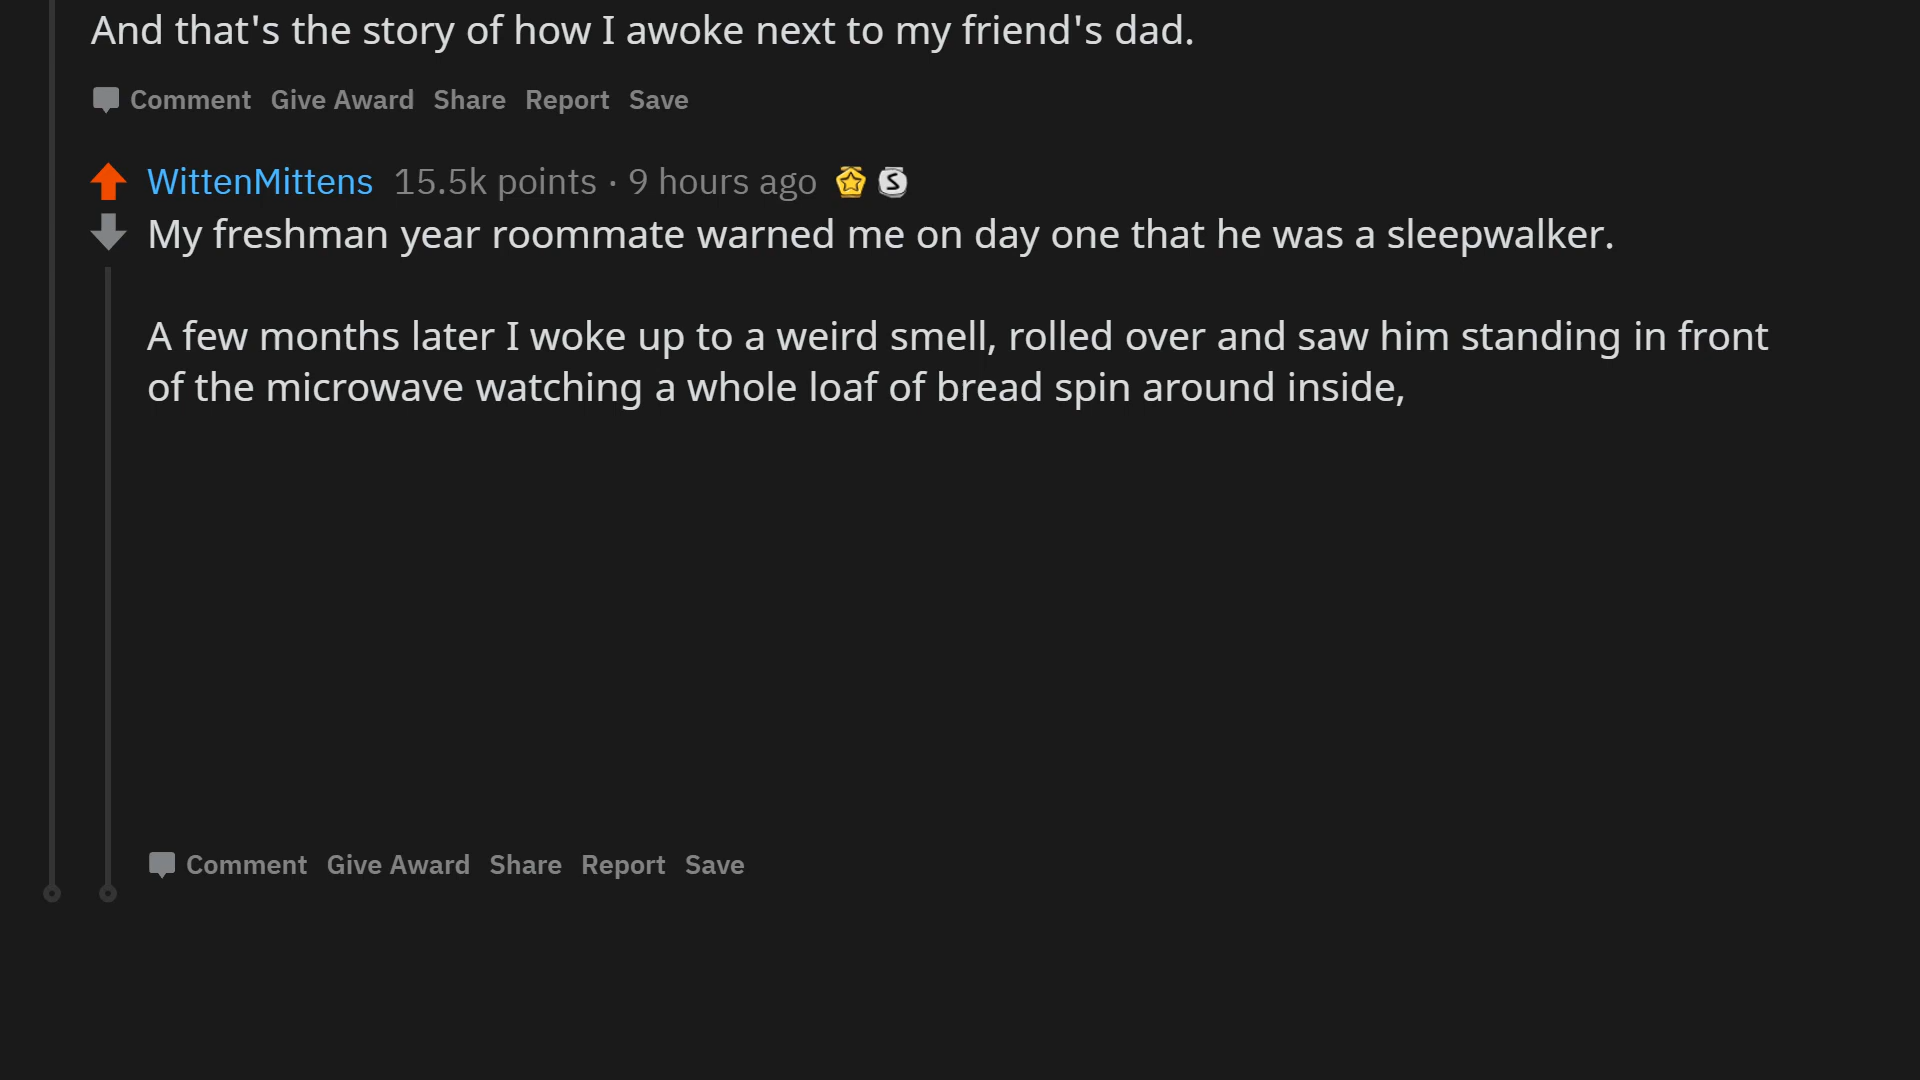 And that's the story of how I awoke next to my friend's dad.
Comment Give Award Share Report Save
WittenMittens 15.5k points · 9 hours ago S
My freshman year roommate warned me on day one that he was a sleepwalker.
A few months later I woke up to a weird smell, rolled over and saw him standing in front
of the microwave watching a whole loaf of bread spin around inside,
Comment Give Award Share Report Save